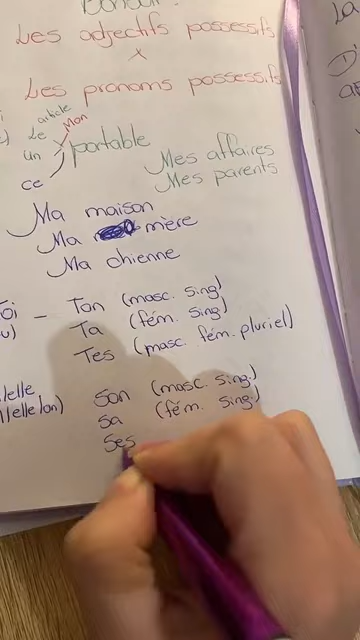 Bonjour
Les adjectifs possessifs
x
Les pronoms possessifs
article
Le Mon
un portable
ce
Mes affaires
Mes parents
Ma maison
Ma mère
Ma chienne
Toi - Ton (masc. sing)
Ta (fém. sing)
Tes (masc. fém. pluriel)
Son (masc. sing.)
Sa (fém. sing.)
Ses